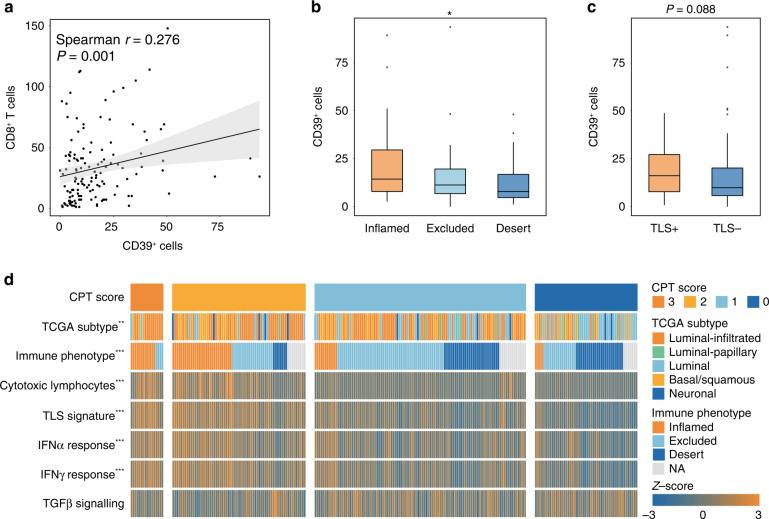 a
Spearman r = 0.276
P = 0.001
CD8⁺ T cells
150
100
50
0
0
25
50
75
CD39⁺ cells
b
*
CD39⁺ cells
75
50
25
0
Inflamed
Excluded
Desert
c
P = 0.088
CD39⁺ cells
75
50
25
0
TLS+
TLS–
d
CPT score
TCGA subtype**
Immune phenotype***
Cytotoxic lymphocytes***
TLS signature***
IFNα response***
IFNγ response***
TGFβ signalling
CPT score
3 2 1 0
TCGA subtype
Luminal-infiltrated
Luminal-papillary
Luminal
Basal/squamous
Neuronal
Immune phenotype
Inflamed
Excluded
Desert
NA
Z–score
–3 0 3